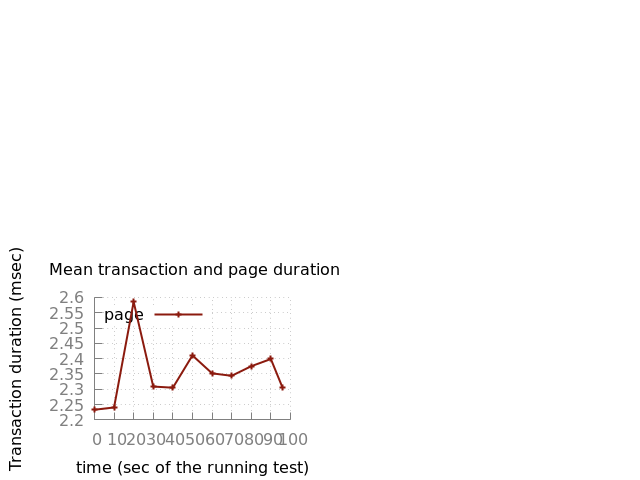 Mean transaction and page duration
Transaction duration (msec)
2.6
2.55
2.5
2.45
2.4
2.35
2.3
2.25
2.2
page
0 10 20 30 40 50 60 70 80 90 100
time (sec of the running test)